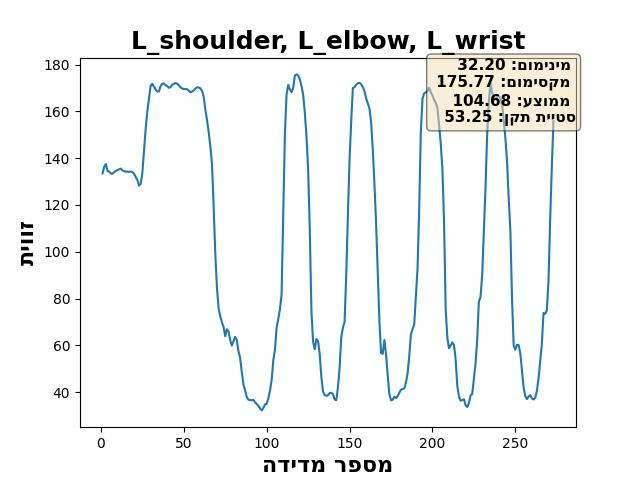 L_shoulder, L_elbow, L_wrist
מינימום: 32.20
מקסימום: 175.77
ממוצע: 104.68
סטיית תקן: 53.25
זווית
180
160
140
120
100
80
60
40
0 50 100 150 200 250
מספר מדידה